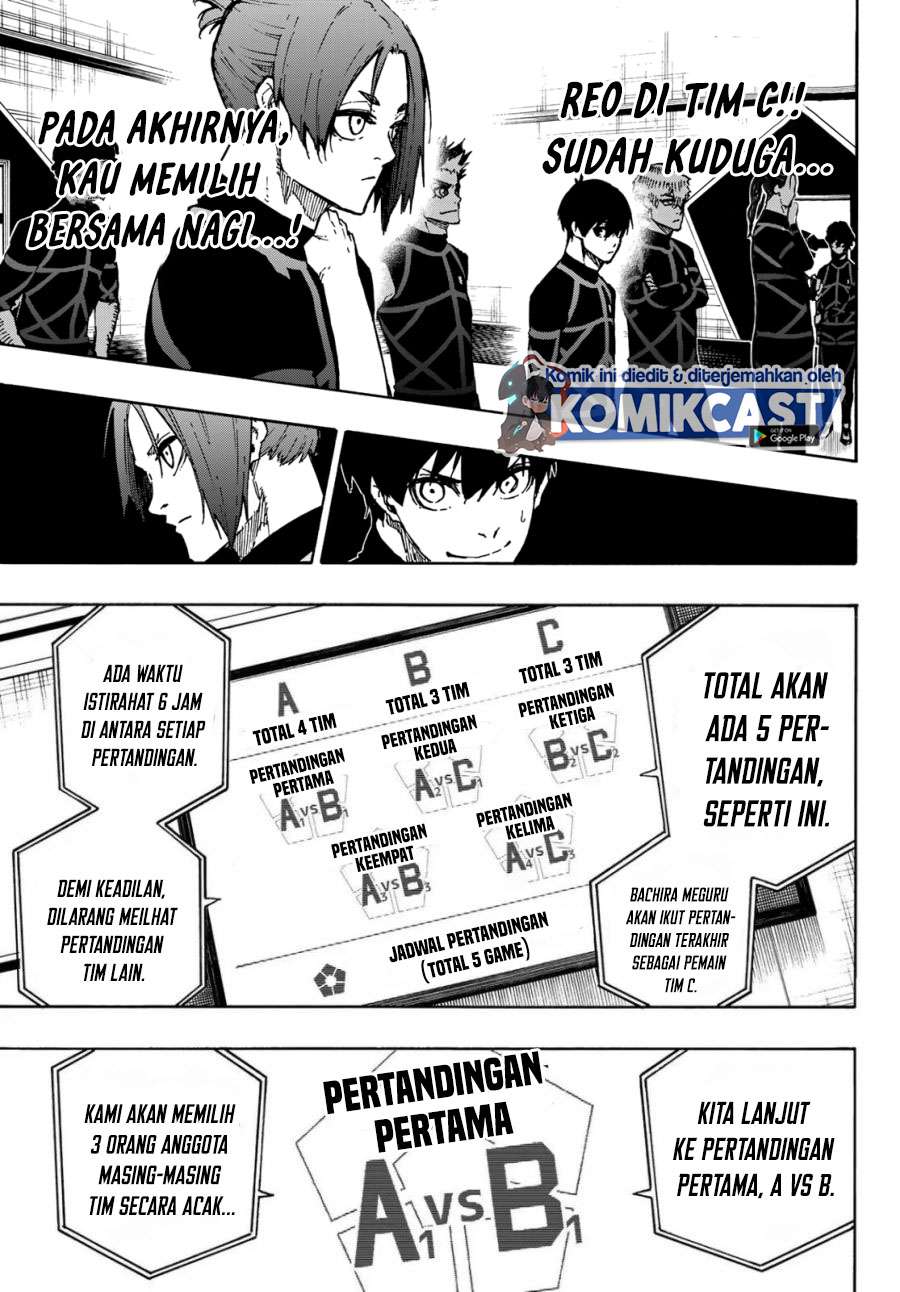 REO DI TIM C!!
SUDAH KUDUGA...
PADA AKHIRNYA,
KAU MEMILIH
BERSAMA NAGI...!
Komik ini diedit & diterjemahkan oleh
KOMIKCAST
GET IT ON
Google Play
TOTAL AKAN
ADA 5 PER-
TANDINGAN,
SEPERTI INI.
BACHIRA MEGURU
AKAN IKUT PERTAN-
DINGAN TERAKHIR
SEBAGAI PEMAIN
TIM C.
A
TOTAL 4 TIM
B
TOTAL 3 TIM
C
TOTAL 3 TIM
PERTANDINGAN
PERTAMA
A1 VS B1
PERTANDINGAN
KEDUA
A2 VS C1
PERTANDINGAN
KETIGA
B2 VS C2
PERTANDINGAN
KEEMPAT
A3 VS B3
PERTANDINGAN
KELIMA
A4 VS C3
JADWAL PERTANDINGAN
(TOTAL 5 GAME)
ADA WAKTU
ISTIRAHAT 6 JAM
DI ANTARA SETIAP
PERTANDINGAN.
DEMI KEADILAN,
DILARANG MEILHAT
PERTANDINGAN
TIM LAIN.
KITA LANJUT
KE PERTANDINGAN
PERTAMA, A VS B.
PERTANDINGAN
PERTAMA
A1 VS B1
KAMI AKAN MEMILIH
3 ORANG ANGGOTA
MASING-MASING
TIM SECARA ACAK...